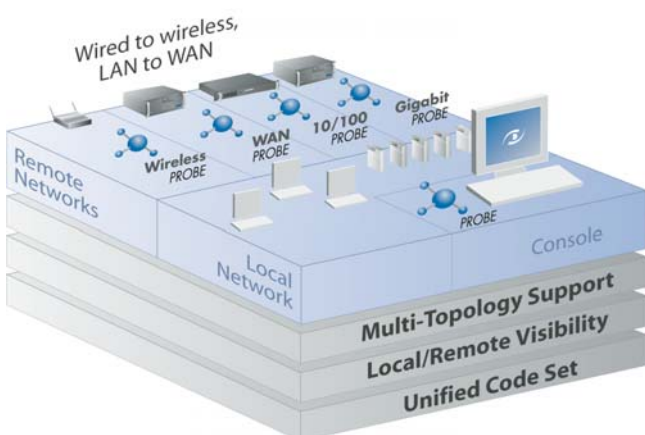 Wired to wireless,
LAN to WAN
Wireless
PROBE
WAN
PROBE
10/100
PROBE
Gigabit
PROBE
PROBE
Remote
Networks
Local
Network
Console
Multi-Topology Support
Local/Remote Visibility
Unified Code Set